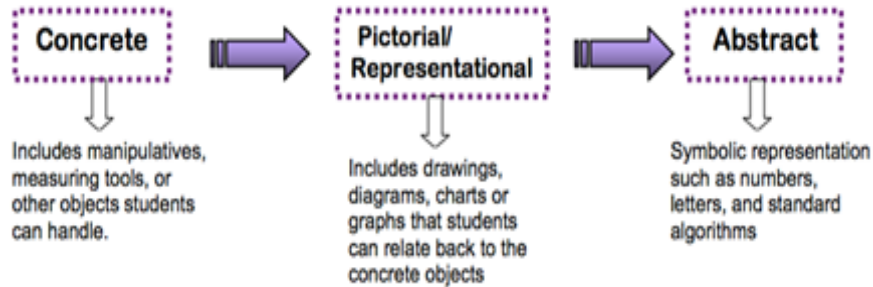 Concrete
Pictorial/
Representational
Abstract
Includes manipulatives,
measuring tools, or
other objects students
can handle.
Includes drawings,
diagrams, charts or
graphs that students
can relate back to the
concrete objects
Symbolic representation
such as numbers,
letters, and standard
algorithms